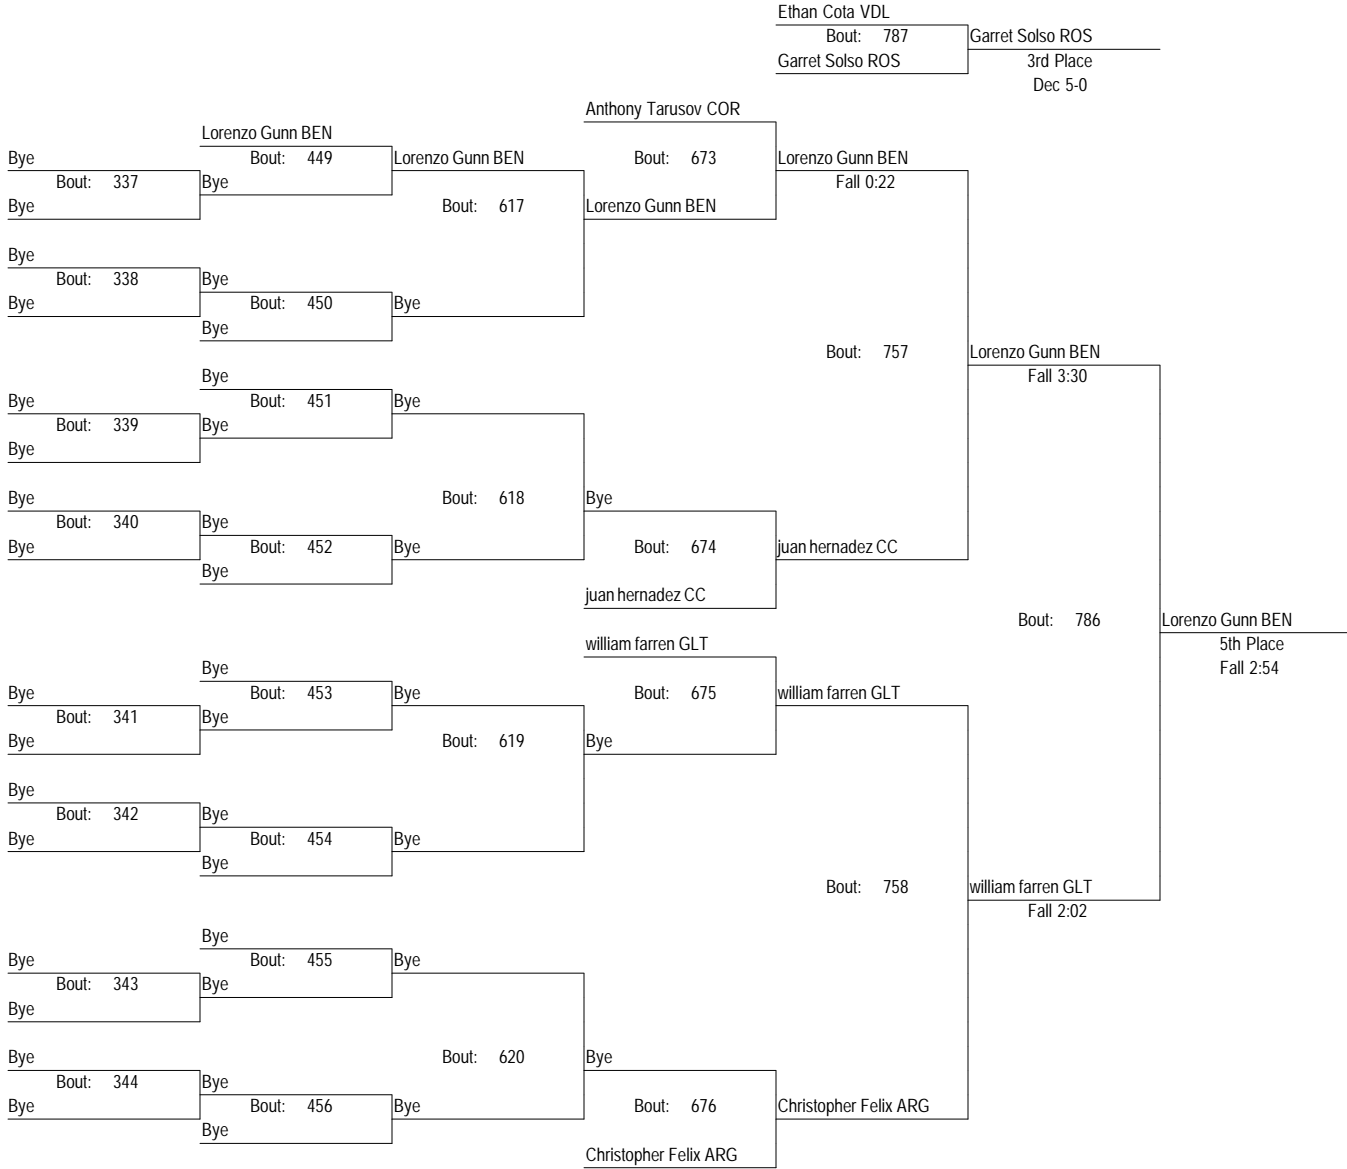 Ethan Cota VDL
Bout: 787
Garret Solso ROS
Garret Solso ROS
3rd Place
Dec 5-0
Anthony Tarusov COR
Lorenzo Gunn BEN
Bye
Bout: 449
Lorenzo Gunn BEN
Bout: 673
Lorenzo Gunn BEN
Bout: 337
Bye
Fall 0:22
Bye
Bout: 617
Lorenzo Gunn BEN
Bye
Bout: 338
Bye
Bye
Bout: 450
Bye
Bye
Bout: 757
Lorenzo Gunn BEN
Bye
Fall 3:30
Bye
Bout: 451
Bye
Bout: 339
Bye
Bye
Bye
Bout: 618
Bye
Bout: 340
Bye
Bye
Bout: 452
Bye
Bout: 674
juan hernadez CC
Bye
juan hernadez CC
Bout: 786
Lorenzo Gunn BEN
william farren GLT
5th Place
Bye
Fall 2:54
Bye
Bout: 453
Bye
Bout: 675
william farren GLT
Bout: 341
Bye
Bye
Bout: 619
Bye
Bye
Bout: 342
Bye
Bye
Bout: 454
Bye
Bye
Bout: 758
william farren GLT
Fall 2:02
Bye
Bye
Bout: 455
Bye
Bout: 343
Bye
Bye
Bye
Bout: 620
Bye
Bout: 344
Bye
Bye
Bout: 456
Bye
Bout: 676
Christopher Felix ARG
Bye
Christopher Felix ARG